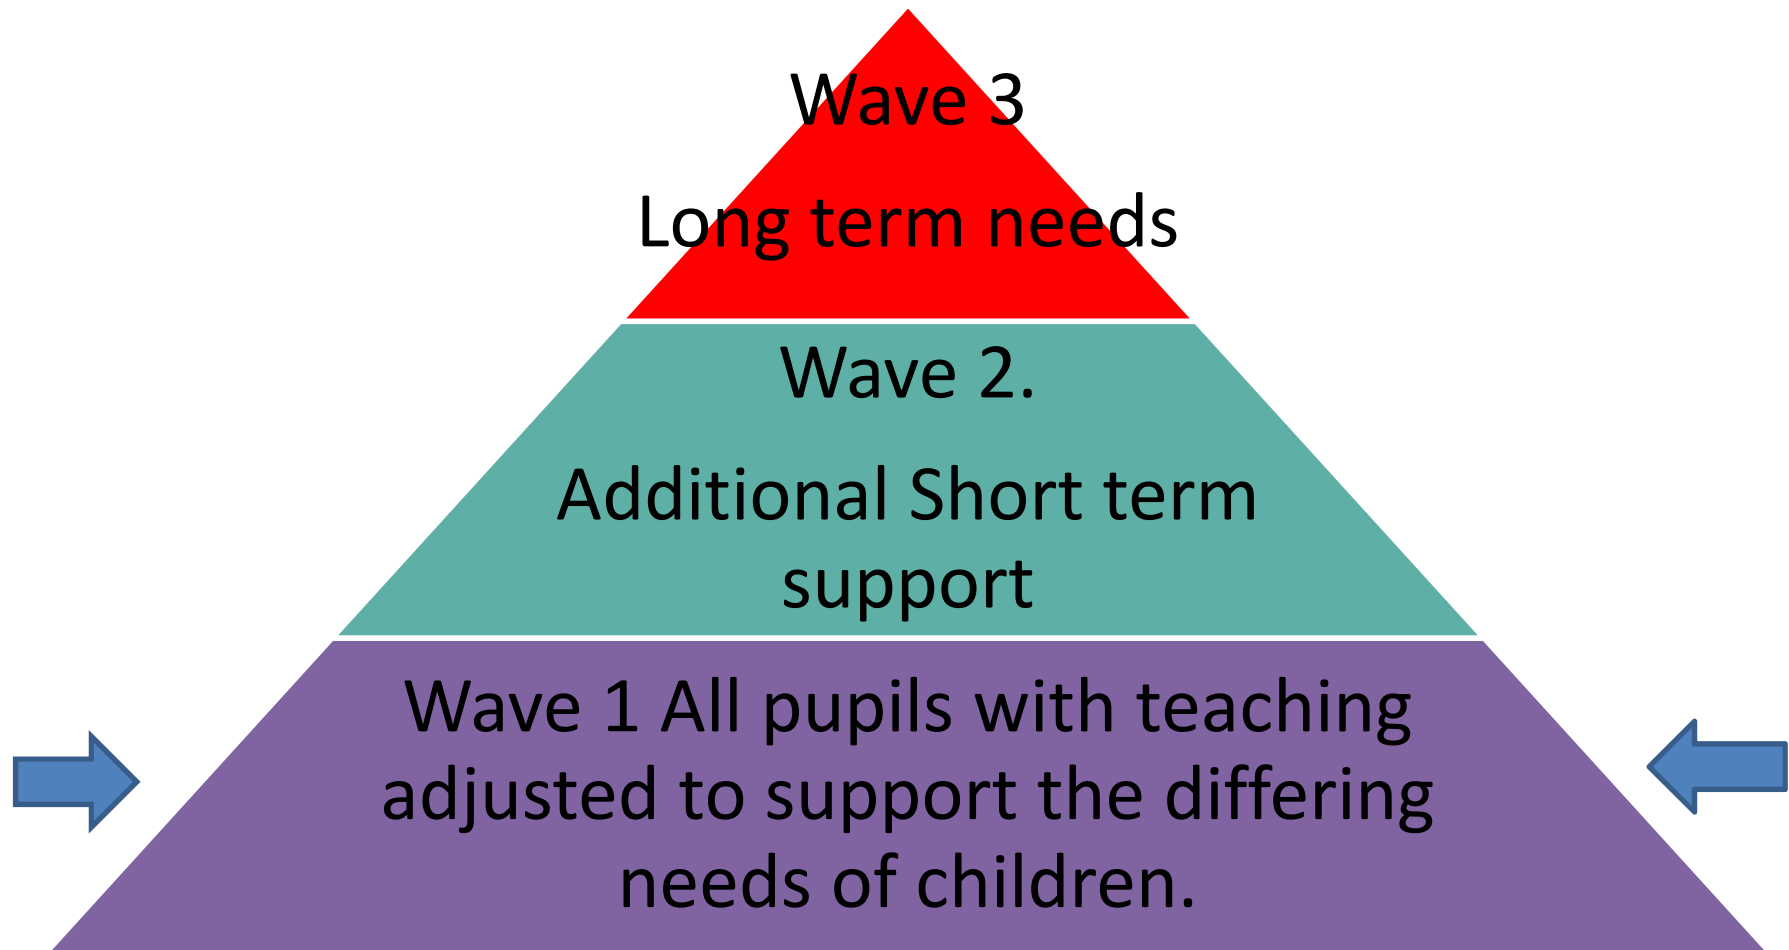 Wave 3
Long term needs
Wave 2.
Additional Short term
support
Wave 1 All pupils with teaching
adjusted to support the differing
needs of children.